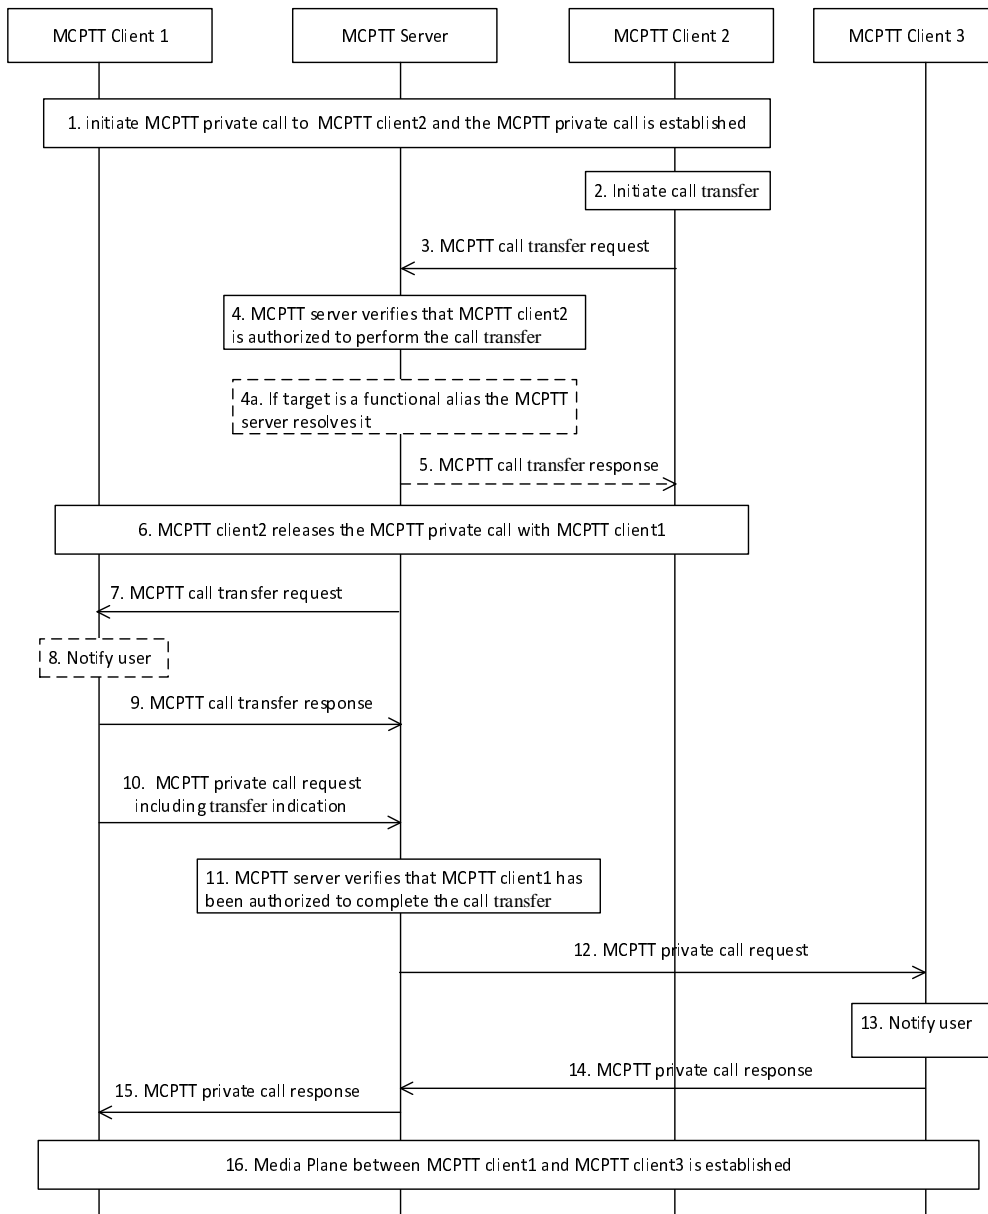 MCPTT Client 1
MCPTT Server
MCPTT Client 2
MCPTT Client 3
1. initiate MCPTT private call to MCPTT client2 and the MCPTT private call is established
2. Initiate call transfer
3. MCPTT call transfer request
4. MCPTT server verifies that MCPTT client2
is authorized to perform the call transfer
4a. If target is a functional alias the MCPTT
server resolves it
5. MCPTT call transfer response
6. MCPTT client2 releases the MCPTT private call with MCPTT client1
7. MCPTT call transfer request
8. Notify user
9. MCPTT call transfer response
10. MCPTT private call request
including transfer indication
11. MCPTT server verifies that MCPTT client1 has
been authorized to complete the call transfer
12. MCPTT private call request
13. Notify user
14. MCPTT private call response
15. MCPTT private call response
16. Media Plane between MCPTT client1 and MCPTT client3 is established